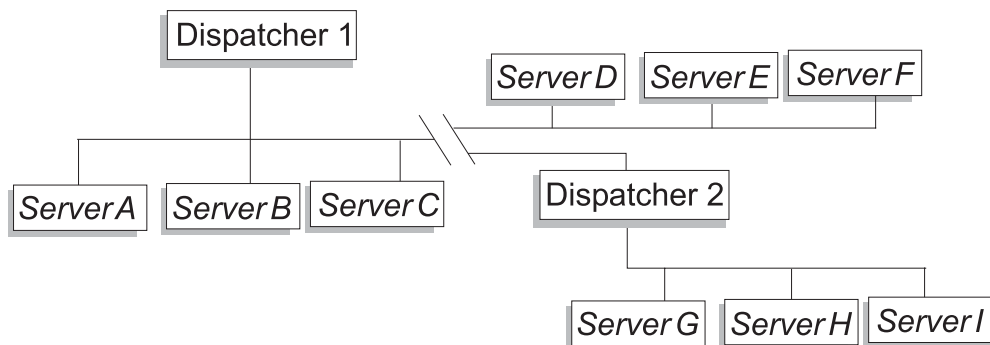 Dispatcher 1
Server D
Server E
Server F
Server A
Server B
Server C
Dispatcher 2
Server G
Server H
Server I